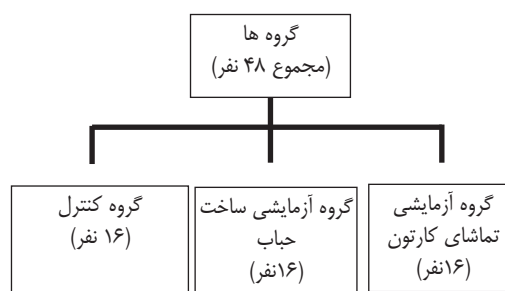 گروه ها
(مجموع ۴۸ نفر)
گروه آزمایشی
تماشای کارتون
(۱۶نفر)
گروه آزمایشی ساخت
حباب
(۱۶نفر)
گروه کنترل
(۱۶ نفر)